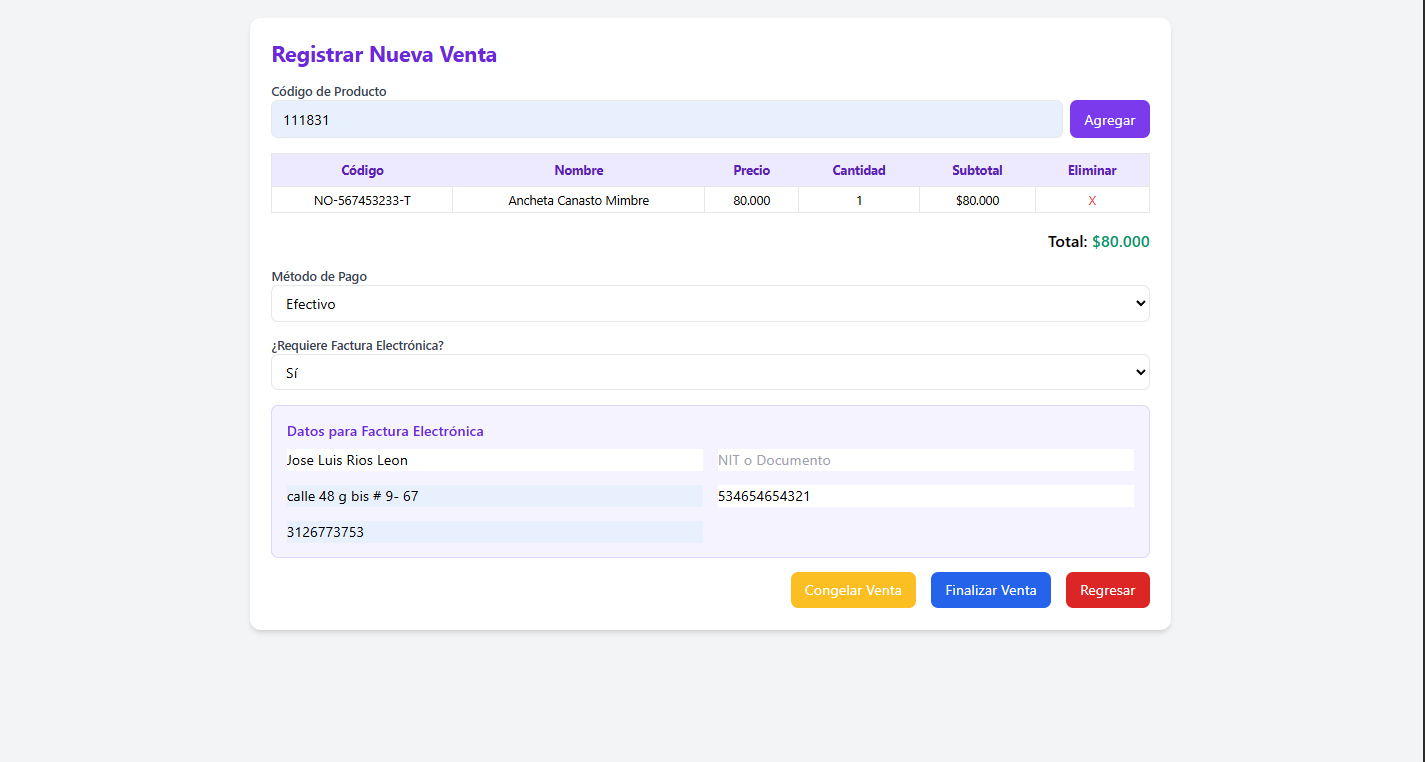 Registrar Nueva Venta
Código de Producto
111831 Agregar
Código Nombre Precio Cantidad Subtotal Eliminar
NO-567453233-T Ancheta Canasto Mimbre 80.000 1 $80.000 X
Total: $80.000
Método de Pago
Efectivo
¿Requiere Factura Electrónica?
Sí
Datos para Factura Electrónica
Jose Luis Rios Leon NIT o Documento
calle 48 g bis # 9- 67 534654654321
3126773753
Congelar Venta Finalizar Venta Regresar